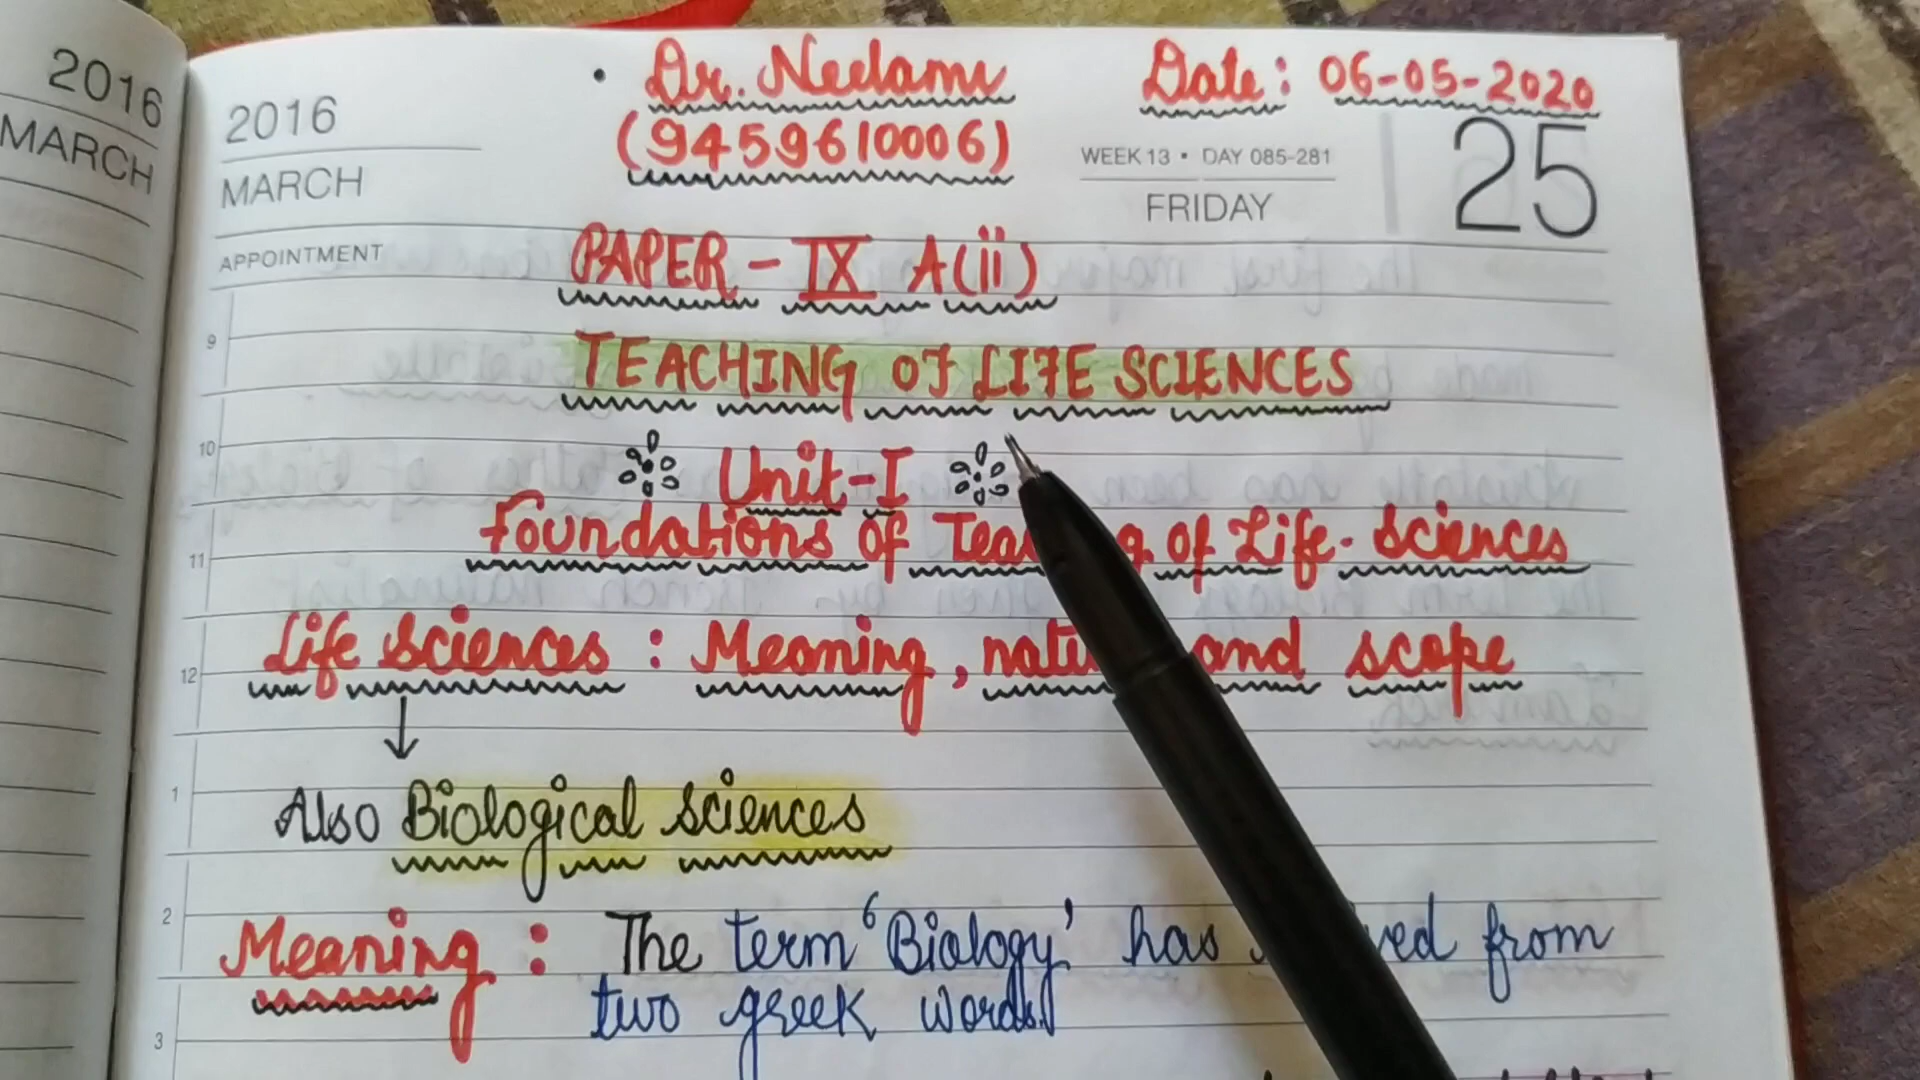 2016
MARCH
2016
MARCH
APPOINTMENT
Dr. Neelam
(9459610006)
Date: 06-05-2020
WEEK 13 • DAY 085-281
FRIDAY
25
PAPER - IX A(ii)
9
TEACHING OF LIFE SCIENCES
10
Unit-I
11
Foundations of of Life-Sciences
12
Life Sciences : Meaning, and scope
1
Also Biological sciences
2
Meaning : The term 'Biology' has from
two greek words
3